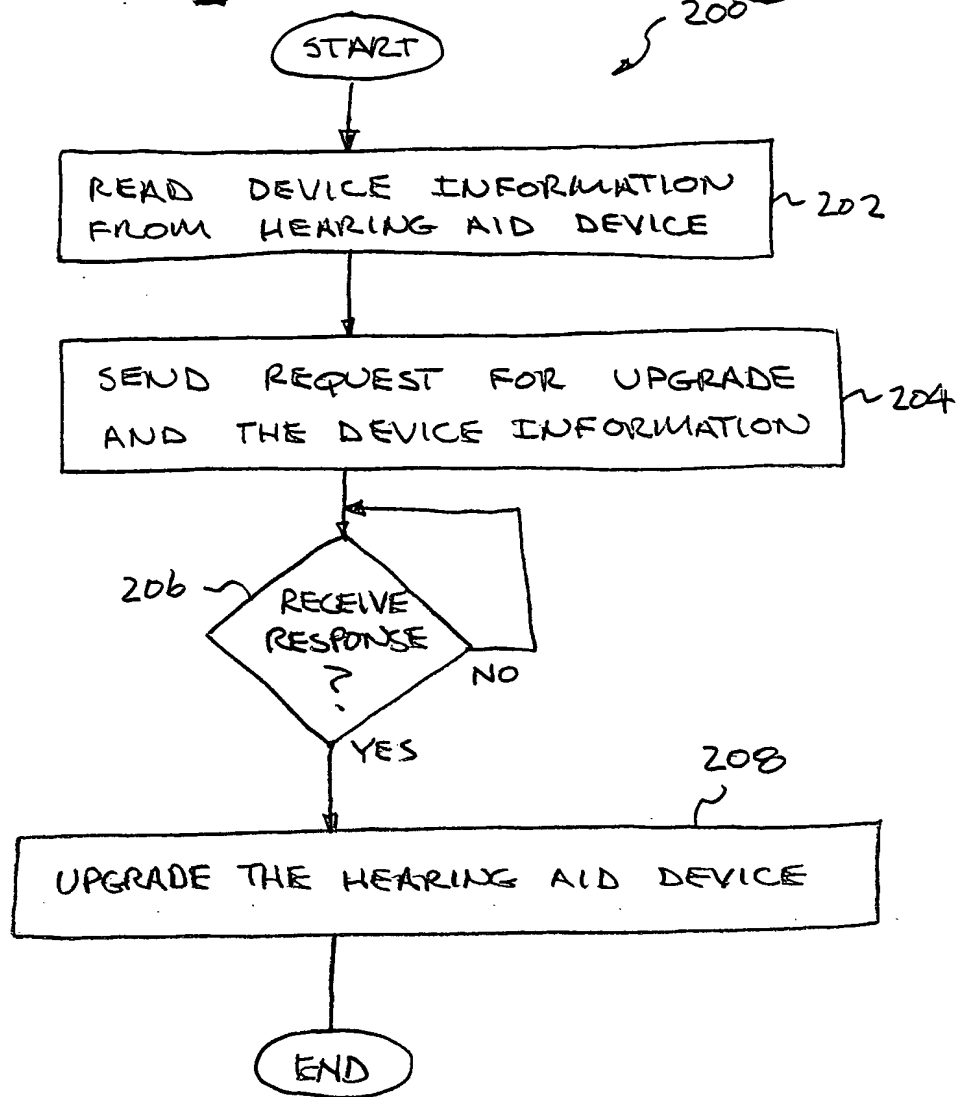 200
START
READ DEVICE INFORMATION
FROM HEARING AID DEVICE
202
SEND REQUEST FOR UPGRADE
AND THE DEVICE INFORMATION
204
206
RECEIVE
RESPONSE
?
NO
YES
208
UPGRADE THE HEARING AID DEVICE
END